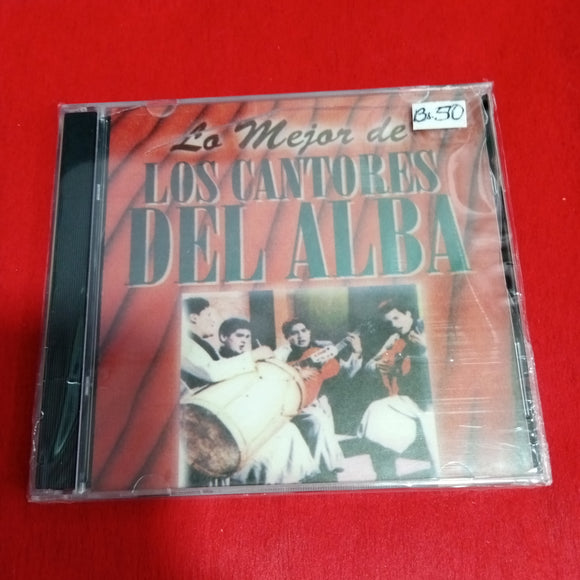 Bs.50
Lo Mejor de
LOS CANTORES
DEL ALBA